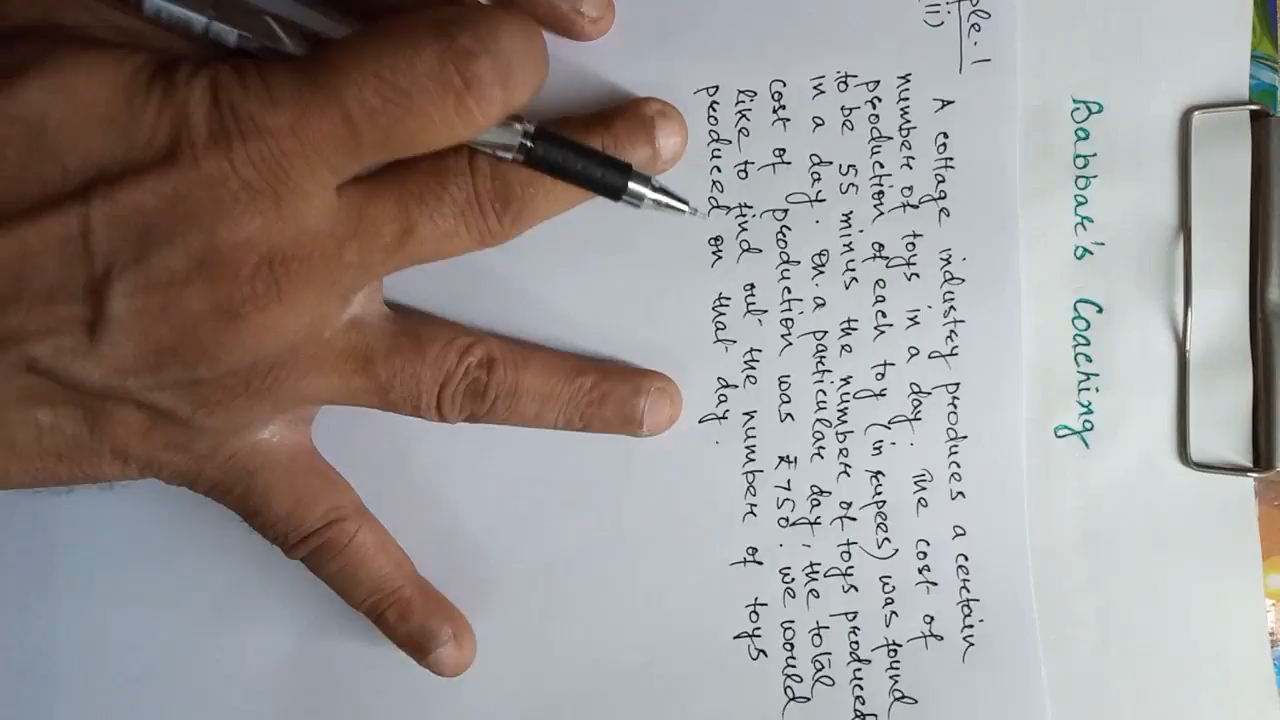 Babbar's Coaching
ple-1
ii) A cottage industry produces a certain
number of toys in a day. The cost of
production of each toy (in rupees) was found
to be 55 minus the number of toys produced
in a day. On a particular day, the total
cost of production was ₹750. we would
like to find out the number of toys
produced on that day.